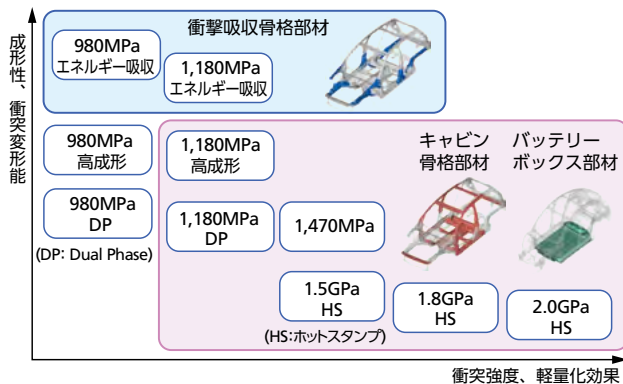 成形性、衝突変形能
衝撃吸収骨格部材
980MPa
エネルギー吸収
1,180MPa
エネルギー吸収
980MPa
高成形
1,180MPa
高成形
キャビン
骨格部材
バッテリー
ボックス部材
980MPa
DP
(DP: Dual Phase)
1,180MPa
DP
1,470MPa
1.5GPa
HS
(HS:ホットスタンプ)
1.8GPa
HS
2.0GPa
HS
衝突強度、軽量化効果